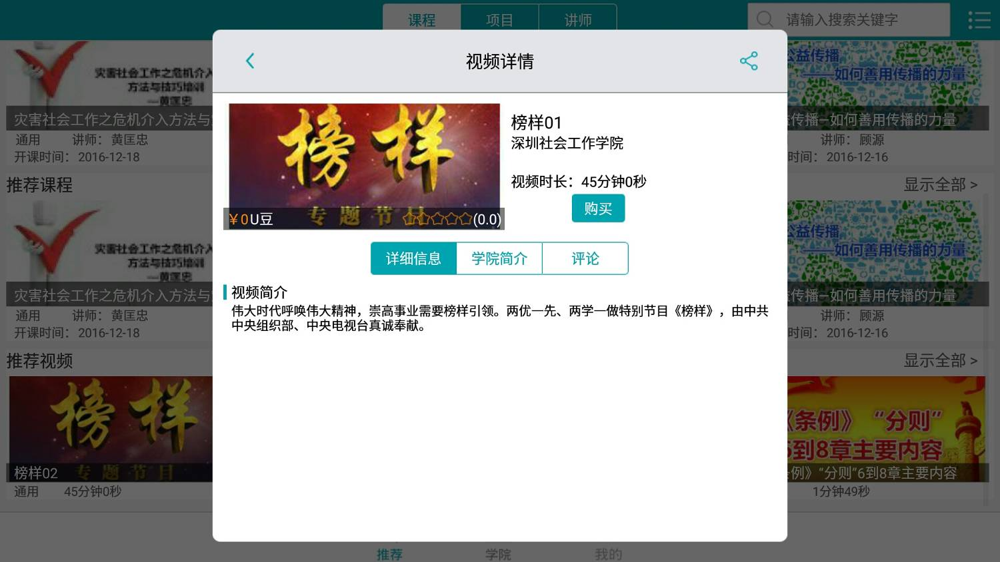 课程
项目
讲师
请输入搜索关键字
灾害社会工作之危机介入
方法与技巧培训
—黄匡忠
灾害社会工作之危机介入方法与
通用
讲师：黄匡忠
开课时间：2016-12-18
公益传播
——如何善用传播的力量
传播—如何善用传播的力量
讲师：顾源
时间：2016-12-16
推荐课程
显示全部 >
灾害社会工作之危机介入
方法与技巧培训
—黄匡忠
灾害社会工作之危机介入方法与
通用
讲师：黄匡忠
开课时间：2016-12-18
公益传播
——如何善用传播的力量
传播—如何善用传播的力量
讲师：顾源
时间：2016-12-16
推荐视频
显示全部 >
榜样
专题节目
榜样02
通用
45分钟0秒
《条例》“分则”
6到8章主要内容
例》“分则”6到8章主要内容
1分钟49秒
视频详情
榜样
专题节目
¥0U豆
(0.0)
榜样01
深圳社会工作学院
视频时长：45分钟0秒
购买
详细信息
学院简介
评论
视频简介
伟大时代呼唤伟大精神，崇高事业需要榜样引领。两优一先、两学一做特别节目《榜样》，由中共
中央组织部、中央电视台真诚奉献。
推荐
学院
我的